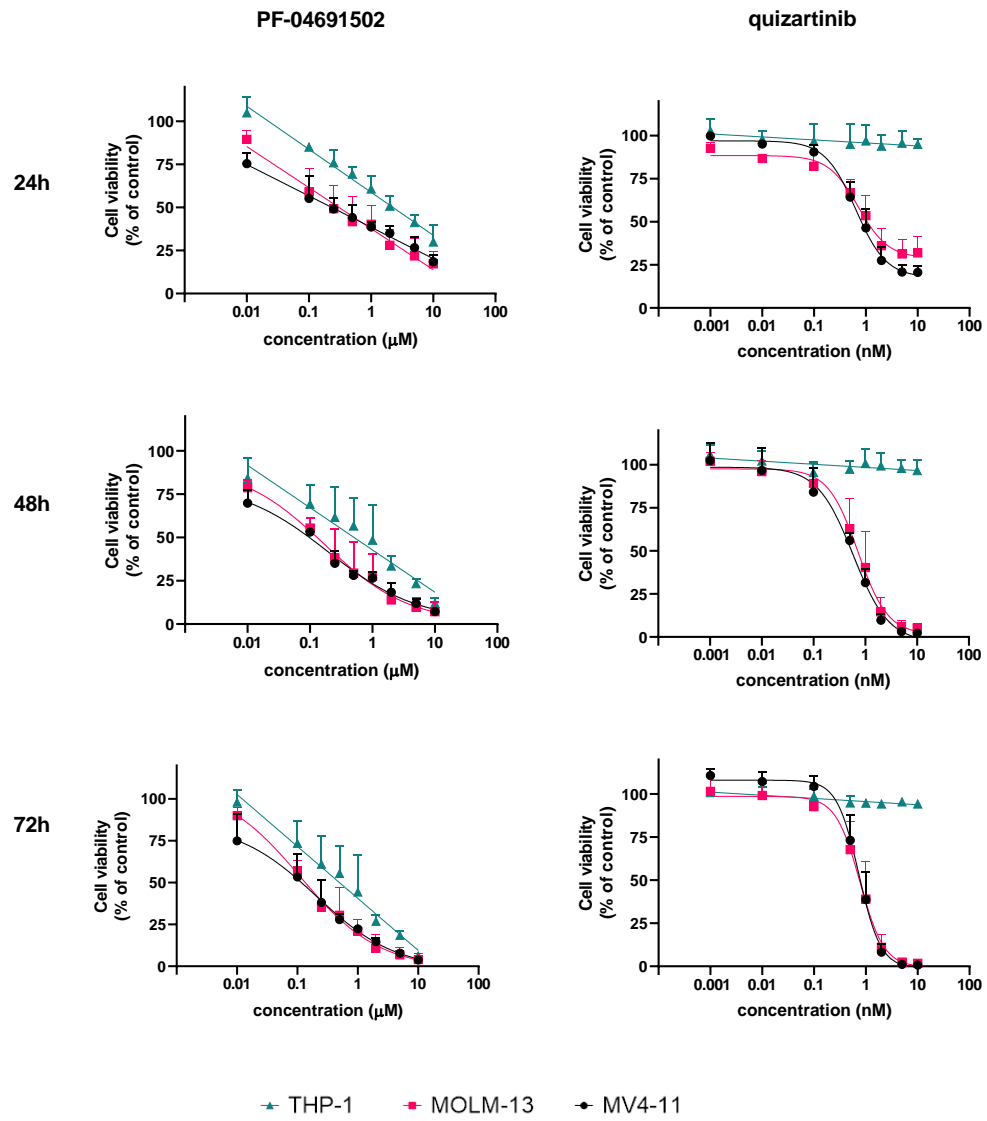 PF-04691502 quizartinib
24h
Cell viability
(% of control)
100
75
50
25
0
0.01 0.1 1 10 100
concentration (μM)
Cell viability
(% of control)
100
75
50
25
0
0.001 0.01 0.1 1 10 100
concentration (nM)
48h
Cell viability
(% of control)
100
75
50
25
0
0.01 0.1 1 10 100
concentration (μM)
Cell viability
(% of control)
100
75
50
25
0
0.001 0.01 0.1 1 10 100
concentration (nM)
72h
Cell viability
(% of control)
100
75
50
25
0
0.01 0.1 1 10 100
concentration (μM)
Cell viability
(% of control)
100
75
50
25
0
0.001 0.01 0.1 1 10 100
concentration (nM)
THP-1 MOLM-13 MV4-11